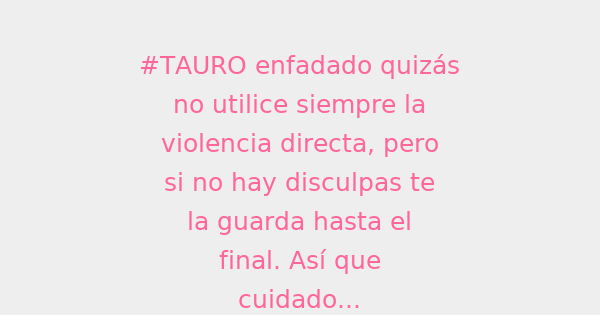 #TAURO enfadado quizás
no utilice siempre la
violencia directa, pero
si no hay disculpas te
la guarda hasta el
final. Así que
cuidado...